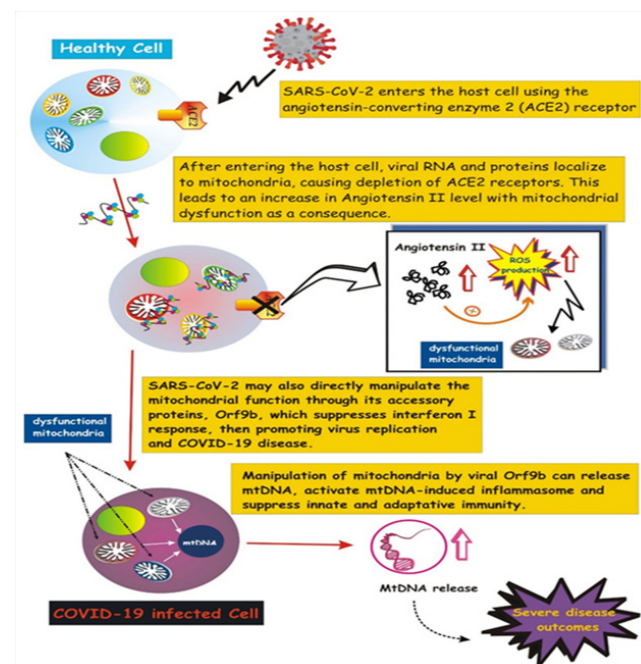 Healthy Cell
ACE2
SARS-CoV-2 enters the host cell using the
angiotensin-converting enzyme 2 (ACE2) receptor
After entering the host cell, viral RNA and proteins localize
to mitochondria, causing depletion of ACE2 receptors. This
leads to an increase in Angiotensin II level with mitochondrial
dysfunction as a consequence.
Angiotensin II
ROS
production
+
dysfunctional
mitochondria
SARS-CoV-2 may also directly manipulate the
mitochondrial function through its accessory
proteins, Orf9b, which suppresses interferon I
response, then promoting virus replication
and COVID-19 disease.
dysfunctional
mitochondria
Manipulation of mitochondria by viral Orf9b can release
mtDNA, activate mtDNA-induced inflammasome and
suppress innate and adaptative immunity.
mtDNA
MtDNA release
COVID-19 infected Cell
Severe disease
outcomes